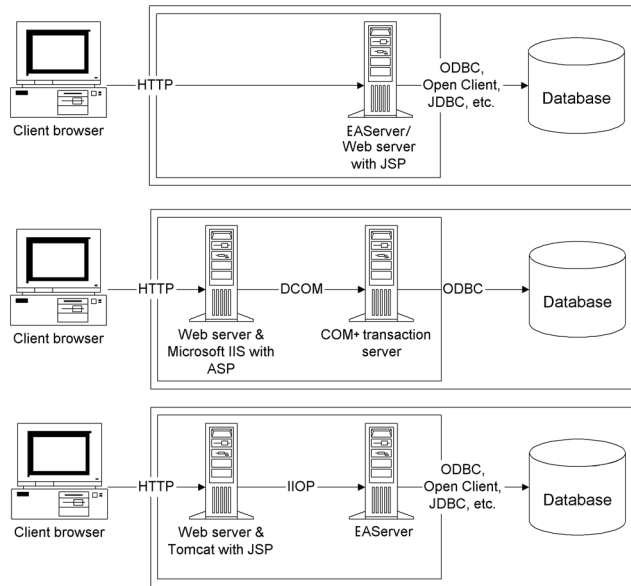 HTTP
ODBC,
Open Client,
JDBC, etc.
Database
Client browser
EAServer/
Web server
with JSP
HTTP
DCOM
ODBC
Database
Client browser
Web server &
Microsoft IIS with
ASP
COM+ transaction
server
HTTP
IIOP
ODBC,
Open Client,
JDBC, etc.
Database
Client browser
Web server &
Tomcat with JSP
EAServer